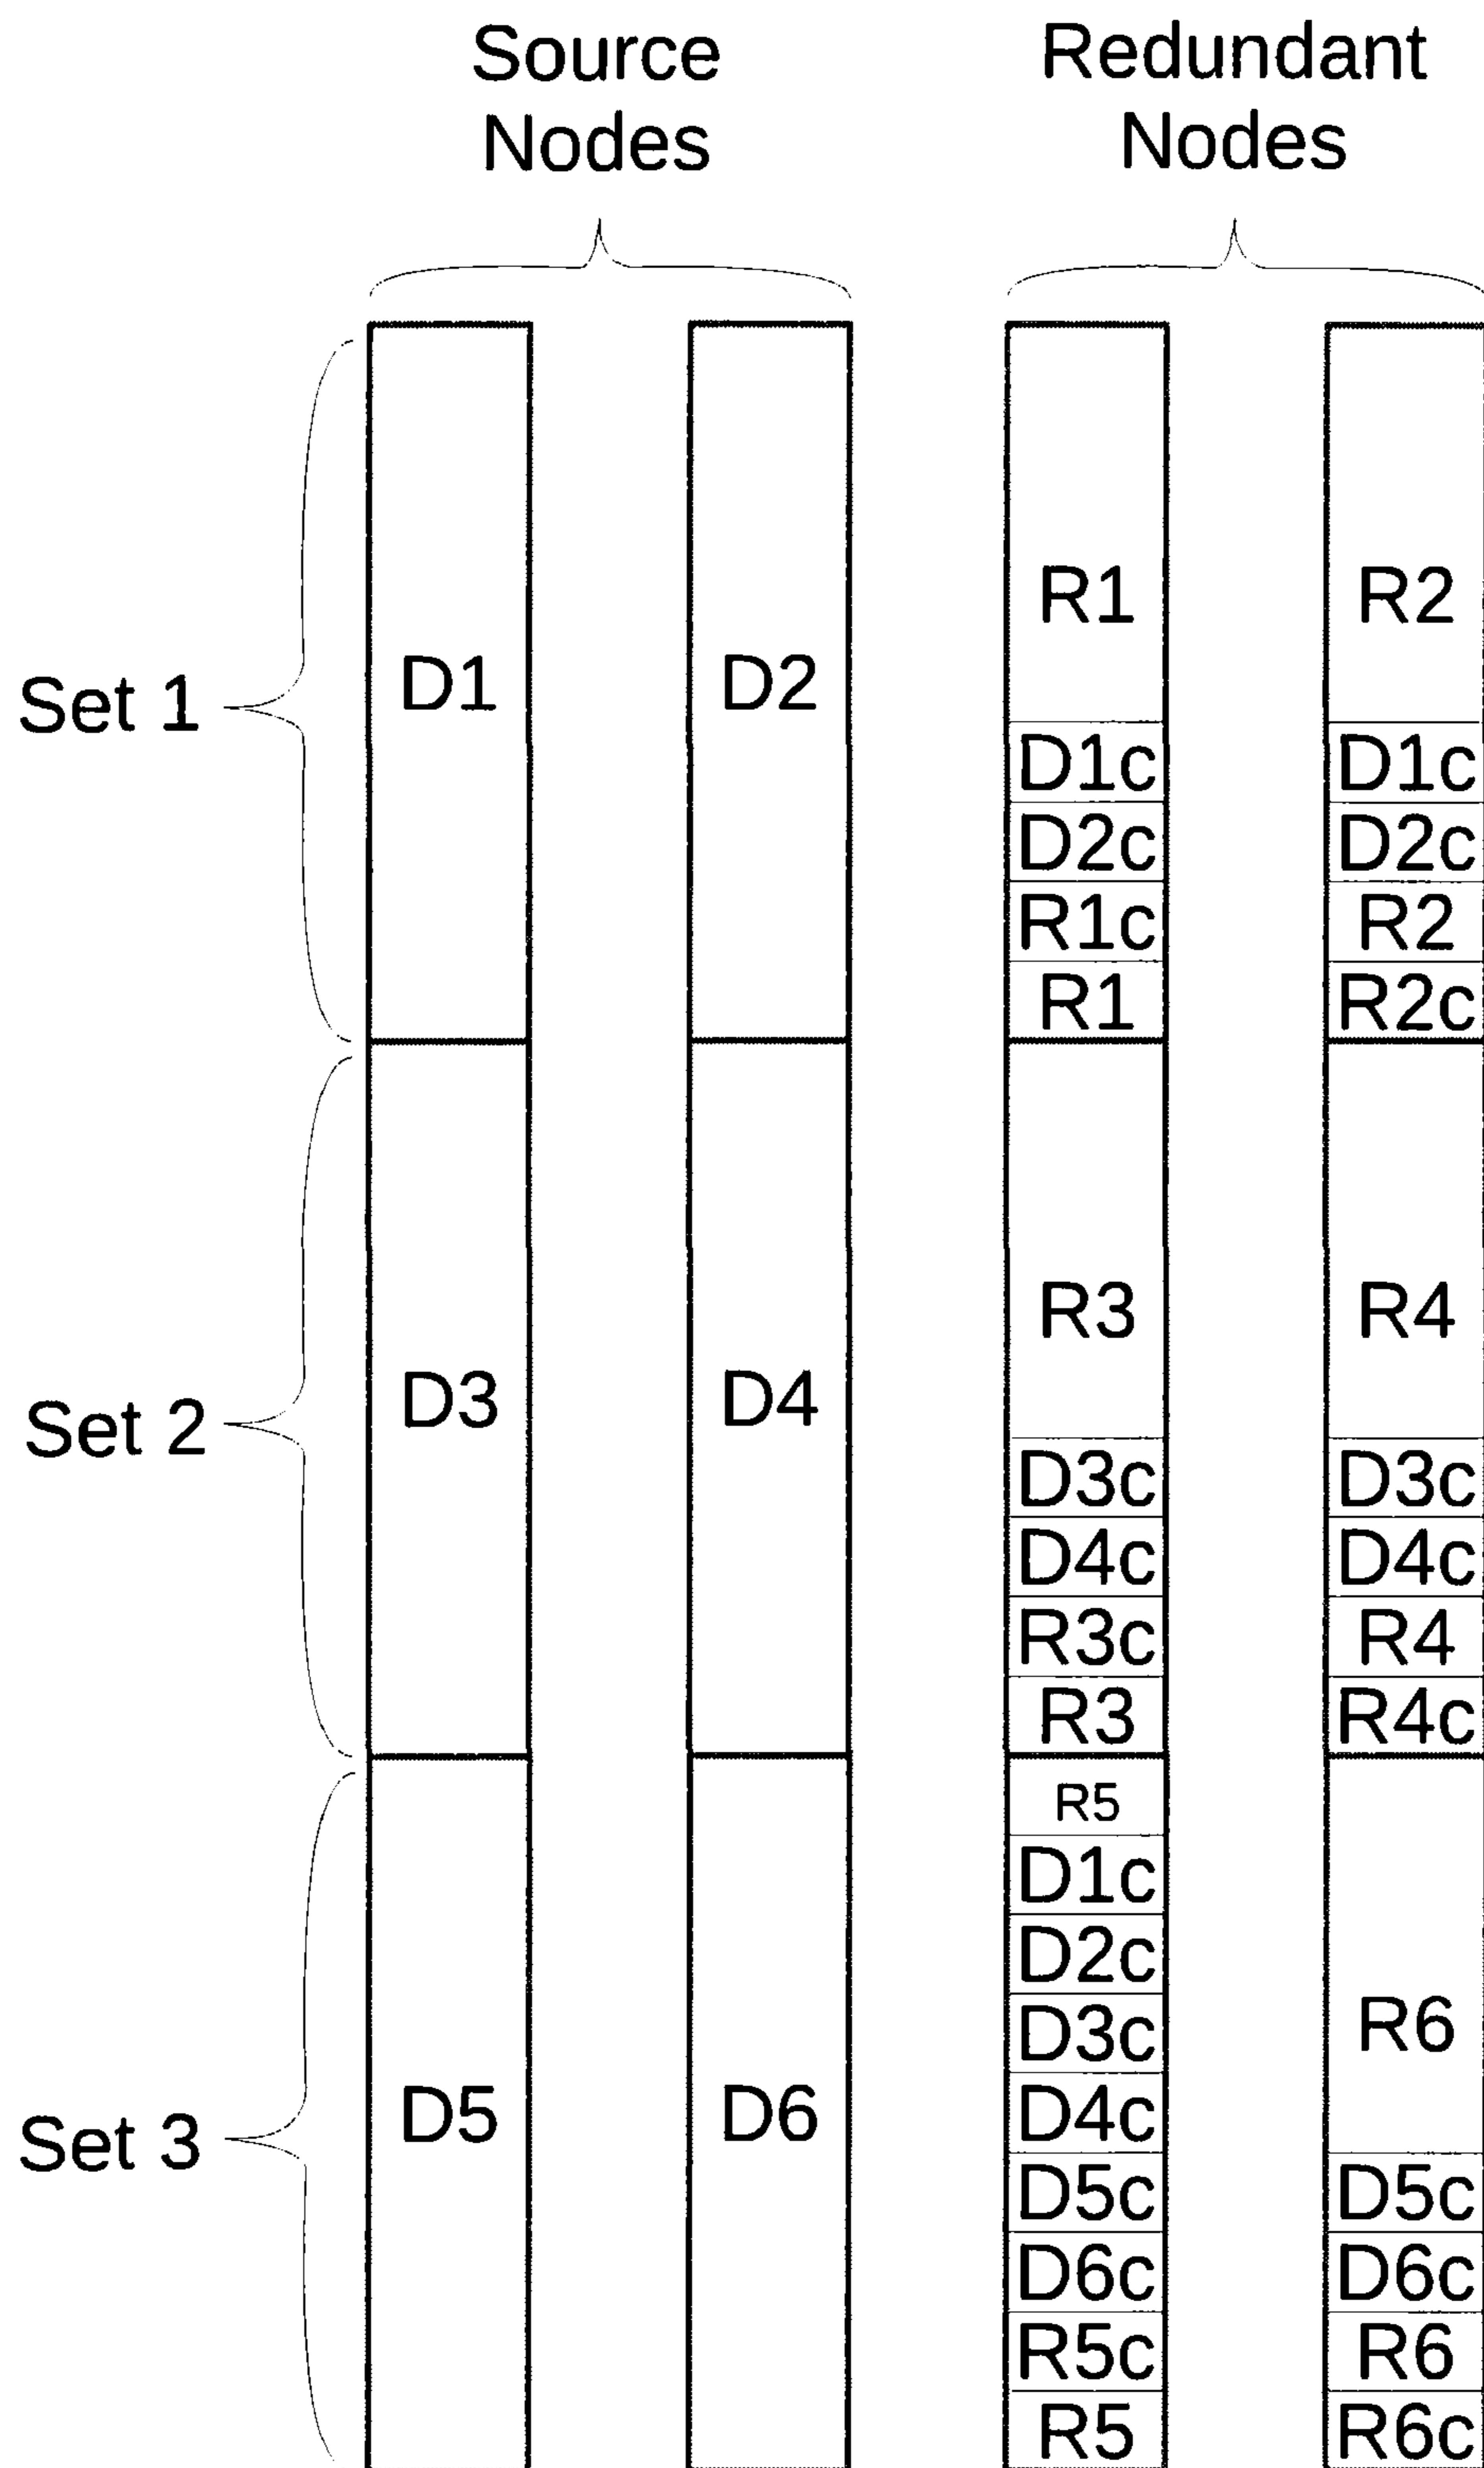 Source
Nodes
Redundant
Nodes
Set 1
D1
D2
R1
D1c
D2c
R1c
R1
R2
D1c
D2c
R2
R2c
Set 2
D3
D4
R3
D3c
D4c
R3c
R3
R4
D3c
D4c
R4
R4c
Set 3
D5
D6
R5
D1c
D2c
D3c
D4c
D5c
D6c
R5c
R5
R6
D5c
D6c
R6
R6c